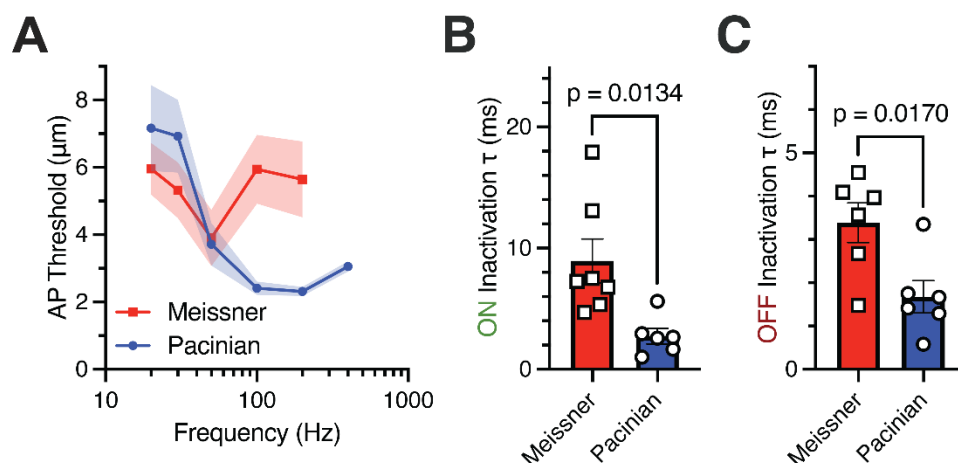 A
AP Threshold (µm)
8
6
4
2
0
Meissner
Pacinian
10
100
1000
Frequency (Hz)
B
ON Inactivation τ (ms)
20
10
0
p = 0.0134
Meissner
Pacinian
C
OFF Inactivation τ (ms)
5
0
p = 0.0170
Meissner
Pacinian